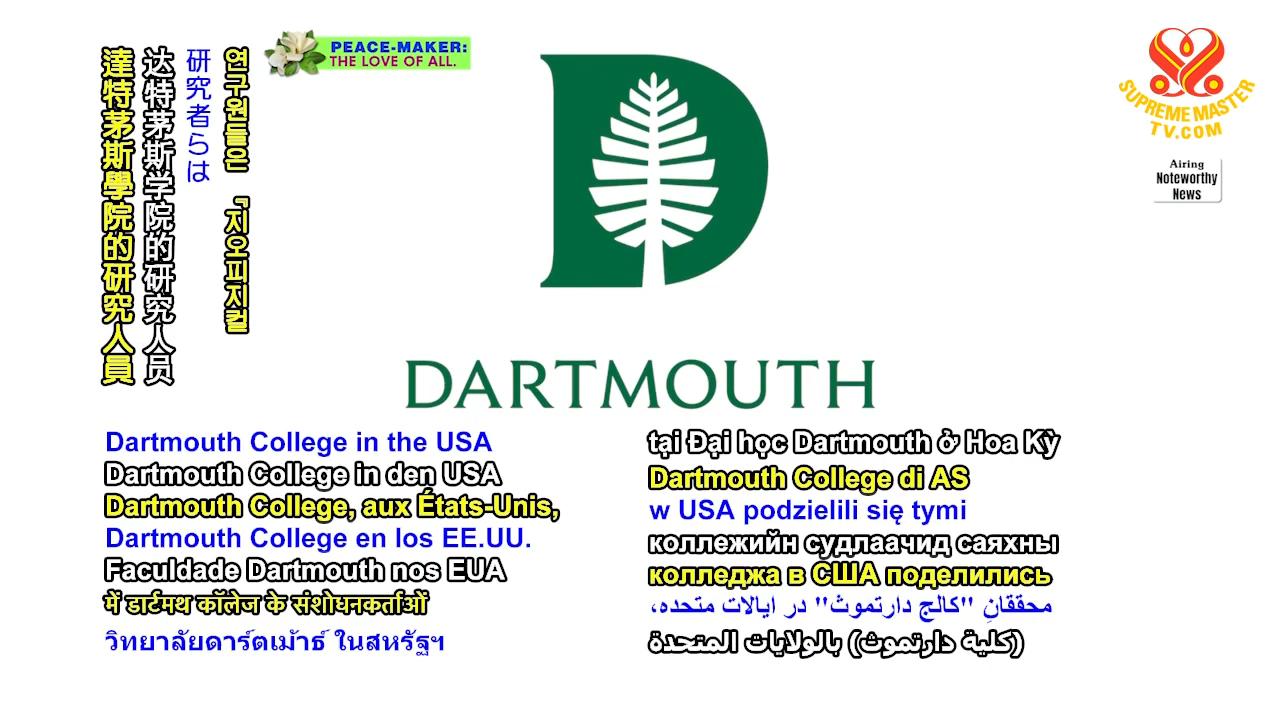 達特茅斯學院的研究人員
达特茅斯学院的研究人员
研究者らは
연구원들은 「지오피지컬
PEACE-MAKER:
THE LOVE OF ALL.
SUPREME MASTER
TV.COM
Airing
Noteworthy
News
DARTMOUTH
Dartmouth College in the USA
Dartmouth College in den USA
Dartmouth College, aux États-Unis,
Dartmouth College en los EE.UU.
Faculdade Dartmouth nos EUA
में डार्टमथ कॉलेज के संशोधनकर्ताओं
วิทยาลัยดาร์ตเม้าธ์ ในสหรัฐฯ
tại Đại học Dartmouth ở Hoa Kỳ
Dartmouth College di AS
w USA podzielili się tymi
коллежийн судлаачид саяхны
колледжа в США поделились
محققانِ "کالج دارتموث" در ایالات متحده،
(كلية دارتموث) بالولايات المتحدة